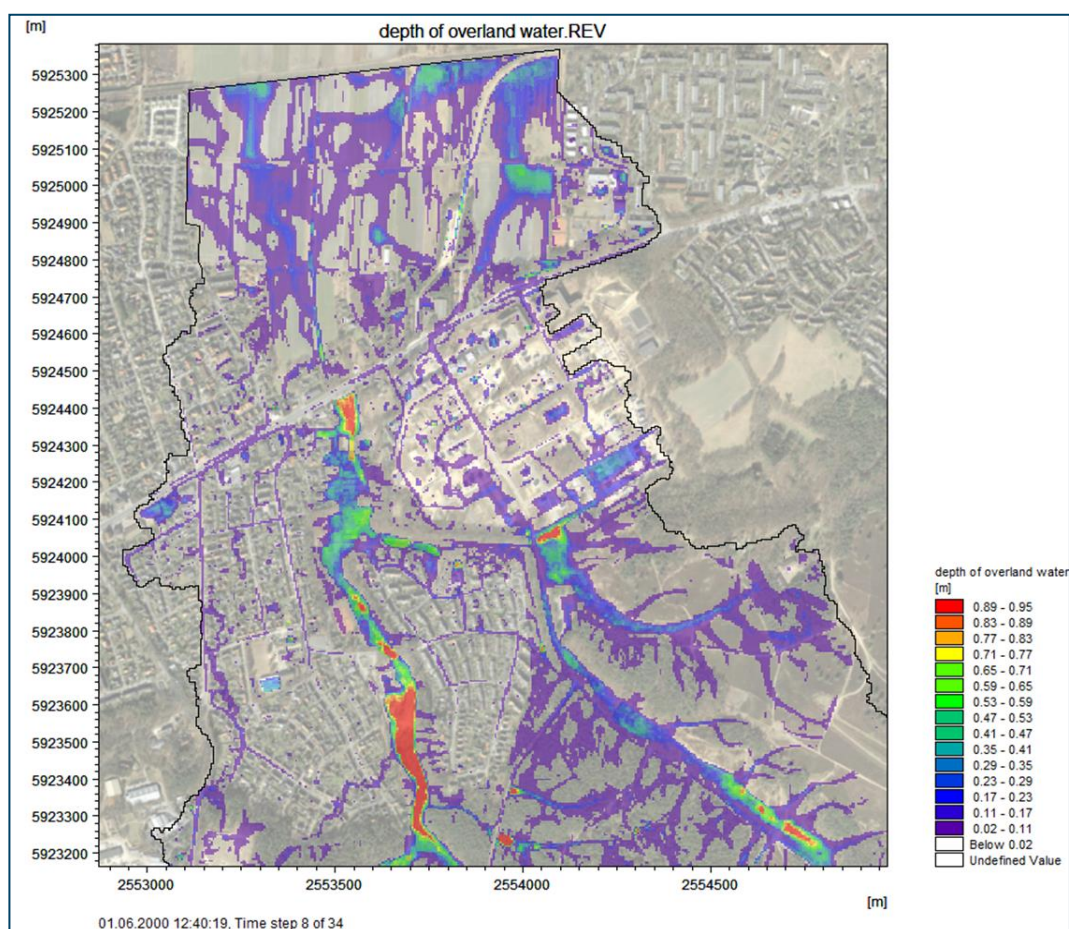 [m]
depth of overland water.REV
5925300
5925200
5925100
5925000
5924900
5924800
5924700
5924600
5924500
5924400
5924300
5924200
5924100
5924000
5923900
5923800
5923700
5923600
5923500
5923400
5923300
5923200
2553000 2553500 2554000 2554500
[m]
01.06.2000 12:40:19, Time step 8 of 34
depth of overland water
[m]
0.89 - 0.95
0.83 - 0.89
0.77 - 0.83
0.71 - 0.77
0.65 - 0.71
0.59 - 0.65
0.53 - 0.59
0.47 - 0.53
0.41 - 0.47
0.35 - 0.41
0.29 - 0.35
0.23 - 0.29
0.17 - 0.23
0.11 - 0.17
0.02 - 0.11
Below 0.02
Undefined Value